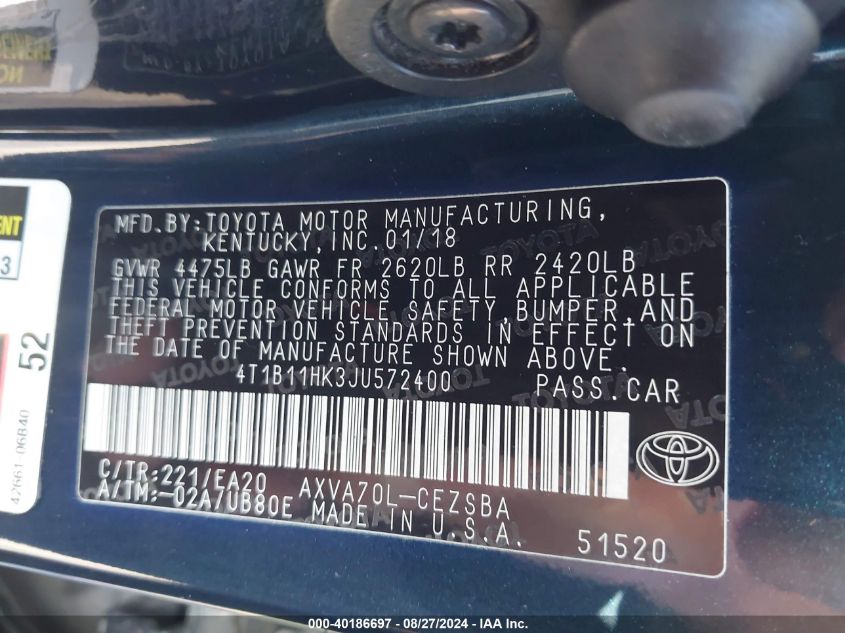 MFD.BY:TOYOTA MOTOR MANUFACTURING,
KENTUCKY,INC.01/18
GVWR 4475LB GAWR FR 2620LB RR 2420LB
THIS VEHICLE CONFORMS TO ALL APPLICABLE
FEDERAL MOTOR VEHICLE SAFETY,BUMPER,AND
THEFT PREVENTION STANDARDS IN EFFECT ON
THE DATE OF MANUFACTURE SHOWN ABOVE.
4T1B11HK3JU572400 PASS.CAR
C/TR:221/EA20 AXVA70L-CEZSBA
A/TM:-02A7UB80E MADE IN U.S.A.
51520
52
42661-06B40
000-40186697 / 08/27/2024 / IAA Inc.